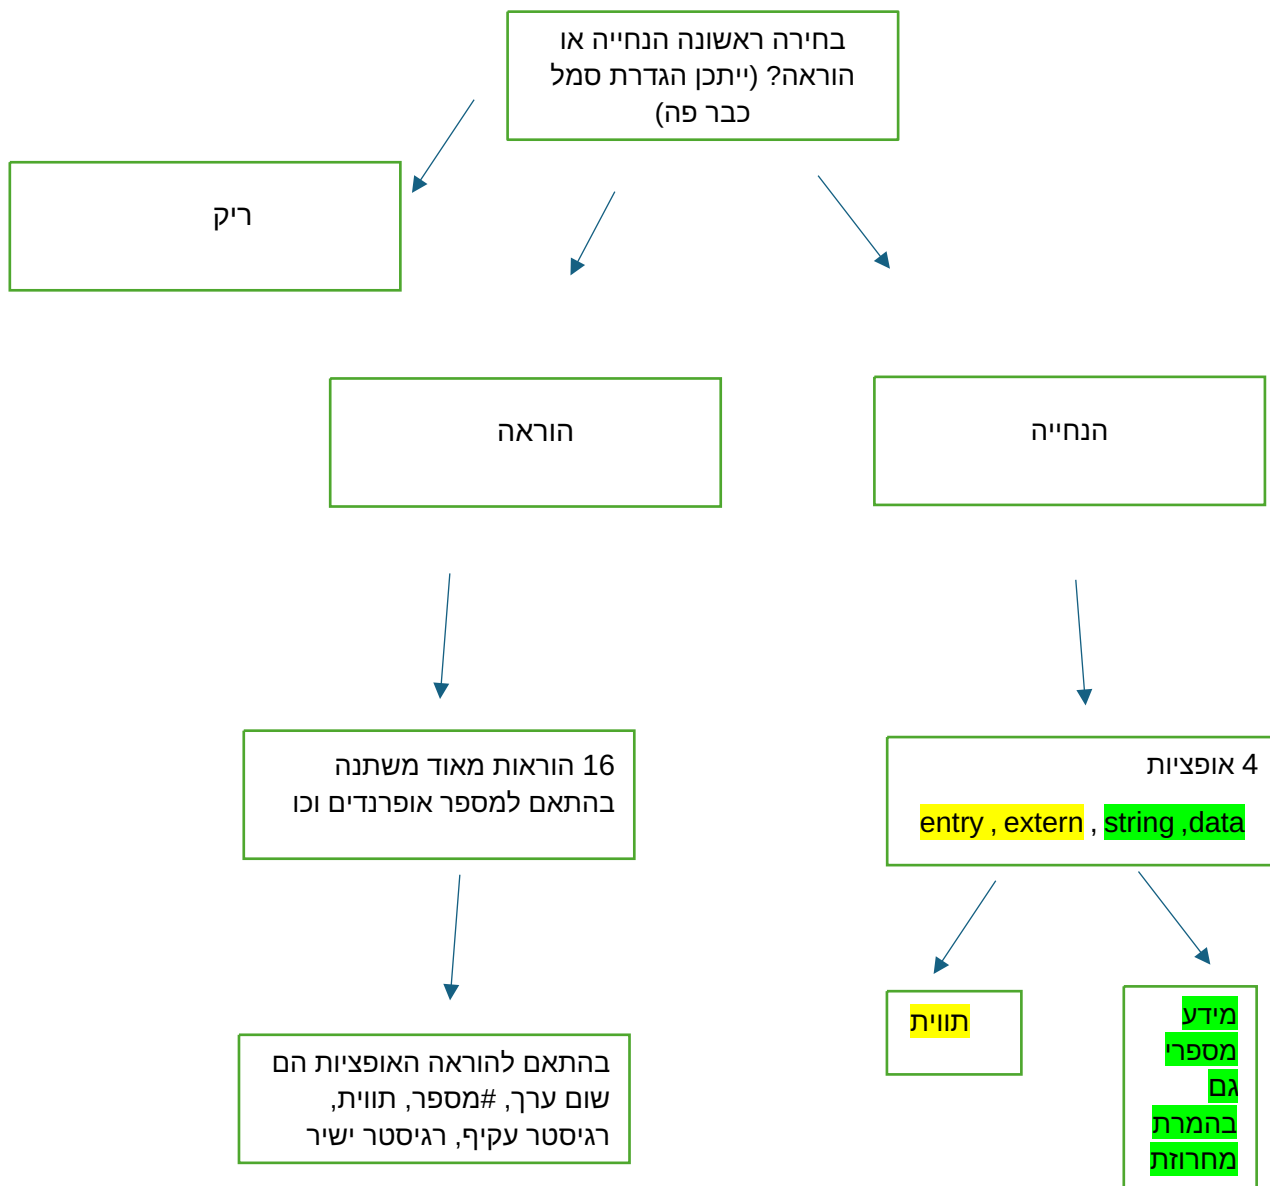 בחירה ראשונה הנחייה או
הוראה? (ייתכן הגדרת סמל
כבר פה)
ריק
הוראה
הנחייה
16 הוראות מאוד משתנה
בהתאם למספר אופרנדים וכו
4 אופציות
entry , extern , string ,data
בהתאם להוראה האופציות הם
שום ערך, #מספר, תווית,
רגיסטר עקיף, רגיסטר ישיר
תווית
מידע
מספרי
גם
בהמרת
מחרוזת